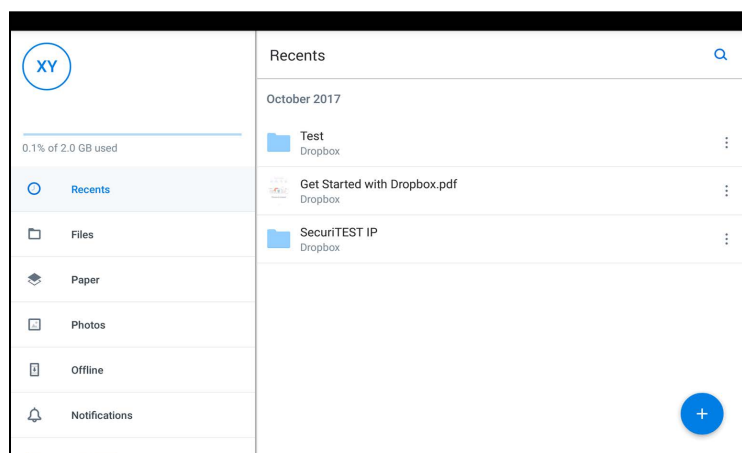 XY
0.1% of 2.0 GB used
Recents
Files
Paper
Photos
Offline
Notifications
Recents
October 2017
Test
Dropbox
Get Started with Dropbox.pdf
Dropbox
SecuriTEST IP
Dropbox